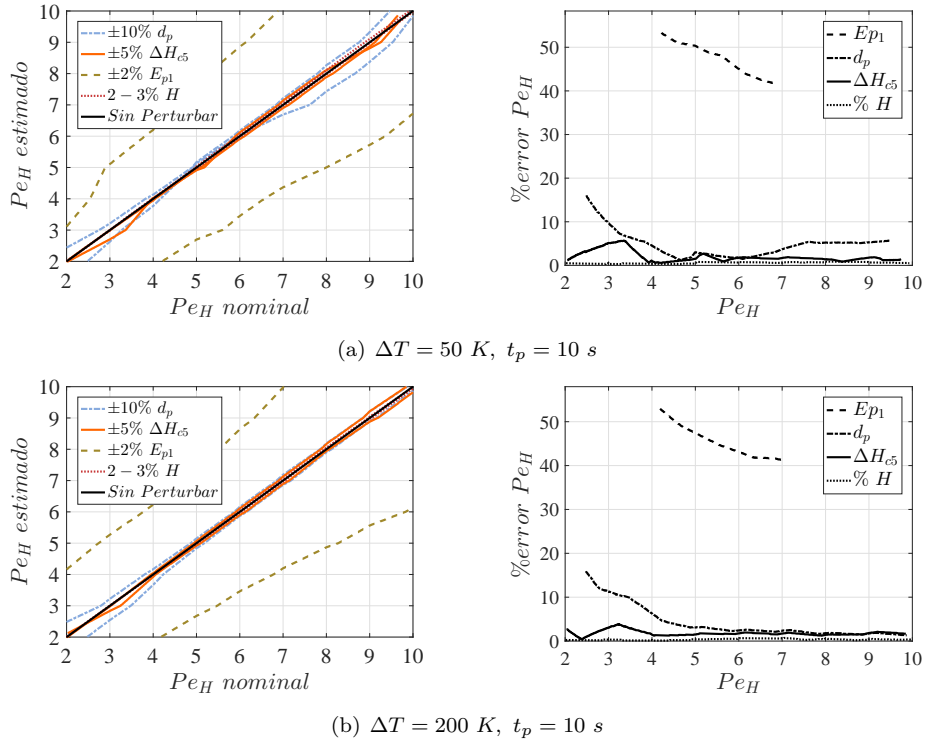 10
9
8
7
6
5
4
3
2
Pe_H estimado
±10% d_p
±5% ΔH_c5
±2% E_p1
2 − 3% H
Sin Perturbar
2 3 4 5 6 7 8 9 10
Pe_H nominal
50
40
30
20
10
0
%error Pe_H
Ep_1
d_p
ΔH_c5
% H
2 3 4 5 6 7 8 9 10
Pe_H
(a) ΔT = 50 K, t_p = 10 s
10
9
8
7
6
5
4
3
2
Pe_H estimado
±10% d_p
±5% ΔH_c5
±2% E_p1
2 − 3% H
Sin Perturbar
2 3 4 5 6 7 8 9 10
Pe_H nominal
50
40
30
20
10
0
%error Pe_H
Ep_1
d_p
ΔH_c5
% H
2 3 4 5 6 7 8 9 10
Pe_H
(b) ΔT = 200 K, t_p = 10 s